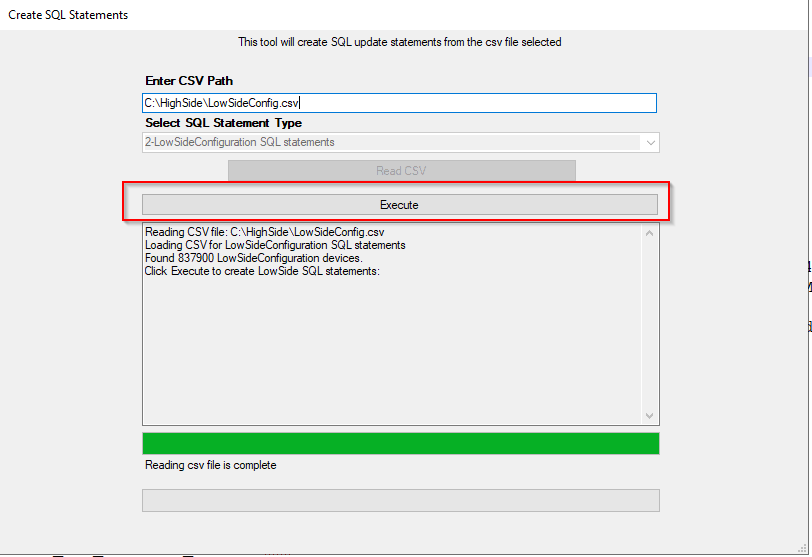 Create SQL Statements
This tool will create SQL update statements from the csv file selected
Enter CSV Path
C:\HighSide\LowSideConfig.csv
Select SQL Statement Type
2-LowSideConfiguration SQL statements
Read CSV
Execute
Reading CSV file: C:\HighSide\LowSideConfig.csv
Loading CSV for LowSideConfiguration SQL statements
Found 837900 LowSideConfiguration devices.
Click Execute to create LowSide SQL statements:
Reading csv file is complete